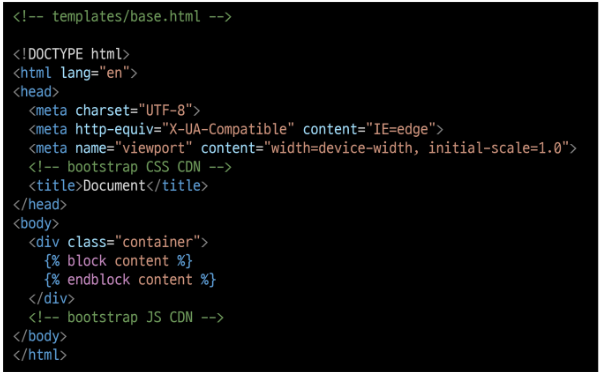 <!-- templates/base.html -->
<!DOCTYPE html>
<html lang="en">
<head>
<meta charset="UTF-8">
<meta http-equiv="X-UA-Compatible" content="IE=edge">
<meta name="viewport" content="width=device-width, initial-scale=1.0">
<!-- bootstrap CSS CDN -->
<title>Document</title>
</head>
<body>
<div class="container">
{% block content %}
{% endblock content %}
</div>
<!-- bootstrap JS CDN -->
</body>
</html>